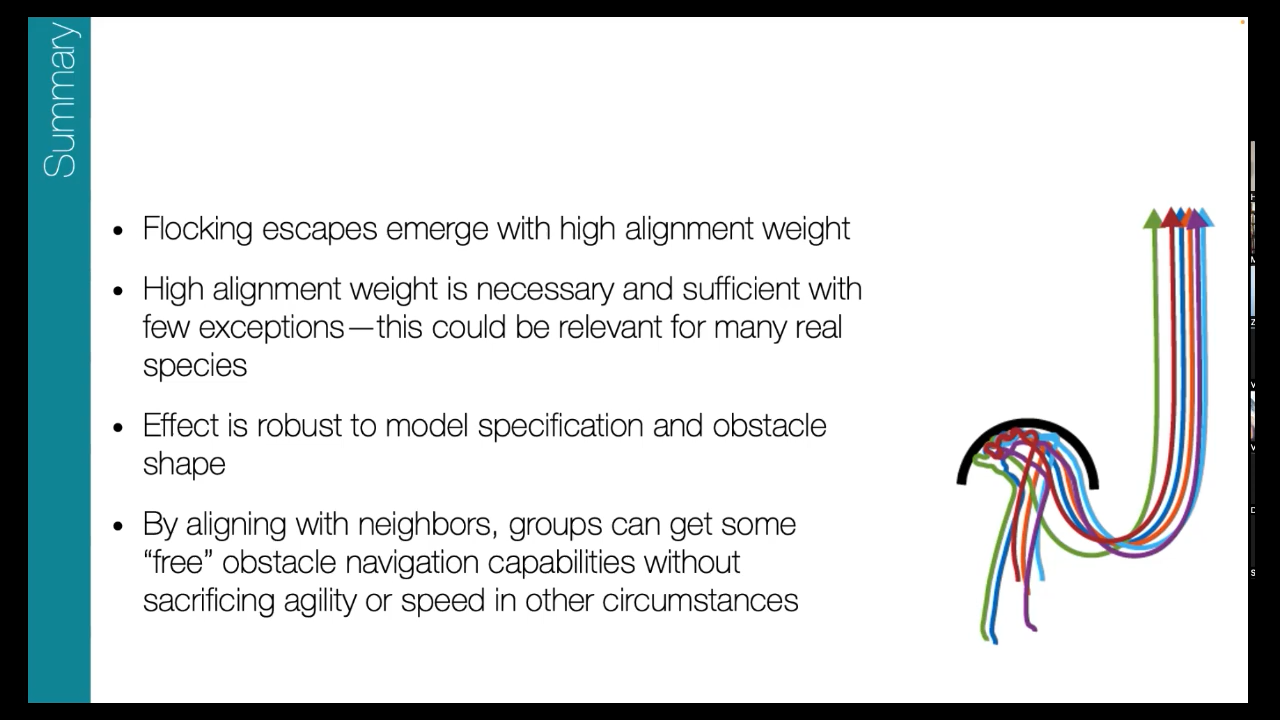 Summary
• Flocking escapes emerge with high alignment weight
• High alignment weight is necessary and sufficient with
few exceptions—this could be relevant for many real
species
• Effect is robust to model specification and obstacle
shape
• By aligning with neighbors, groups can get some
“free” obstacle navigation capabilities without
sacrificing agility or speed in other circumstances